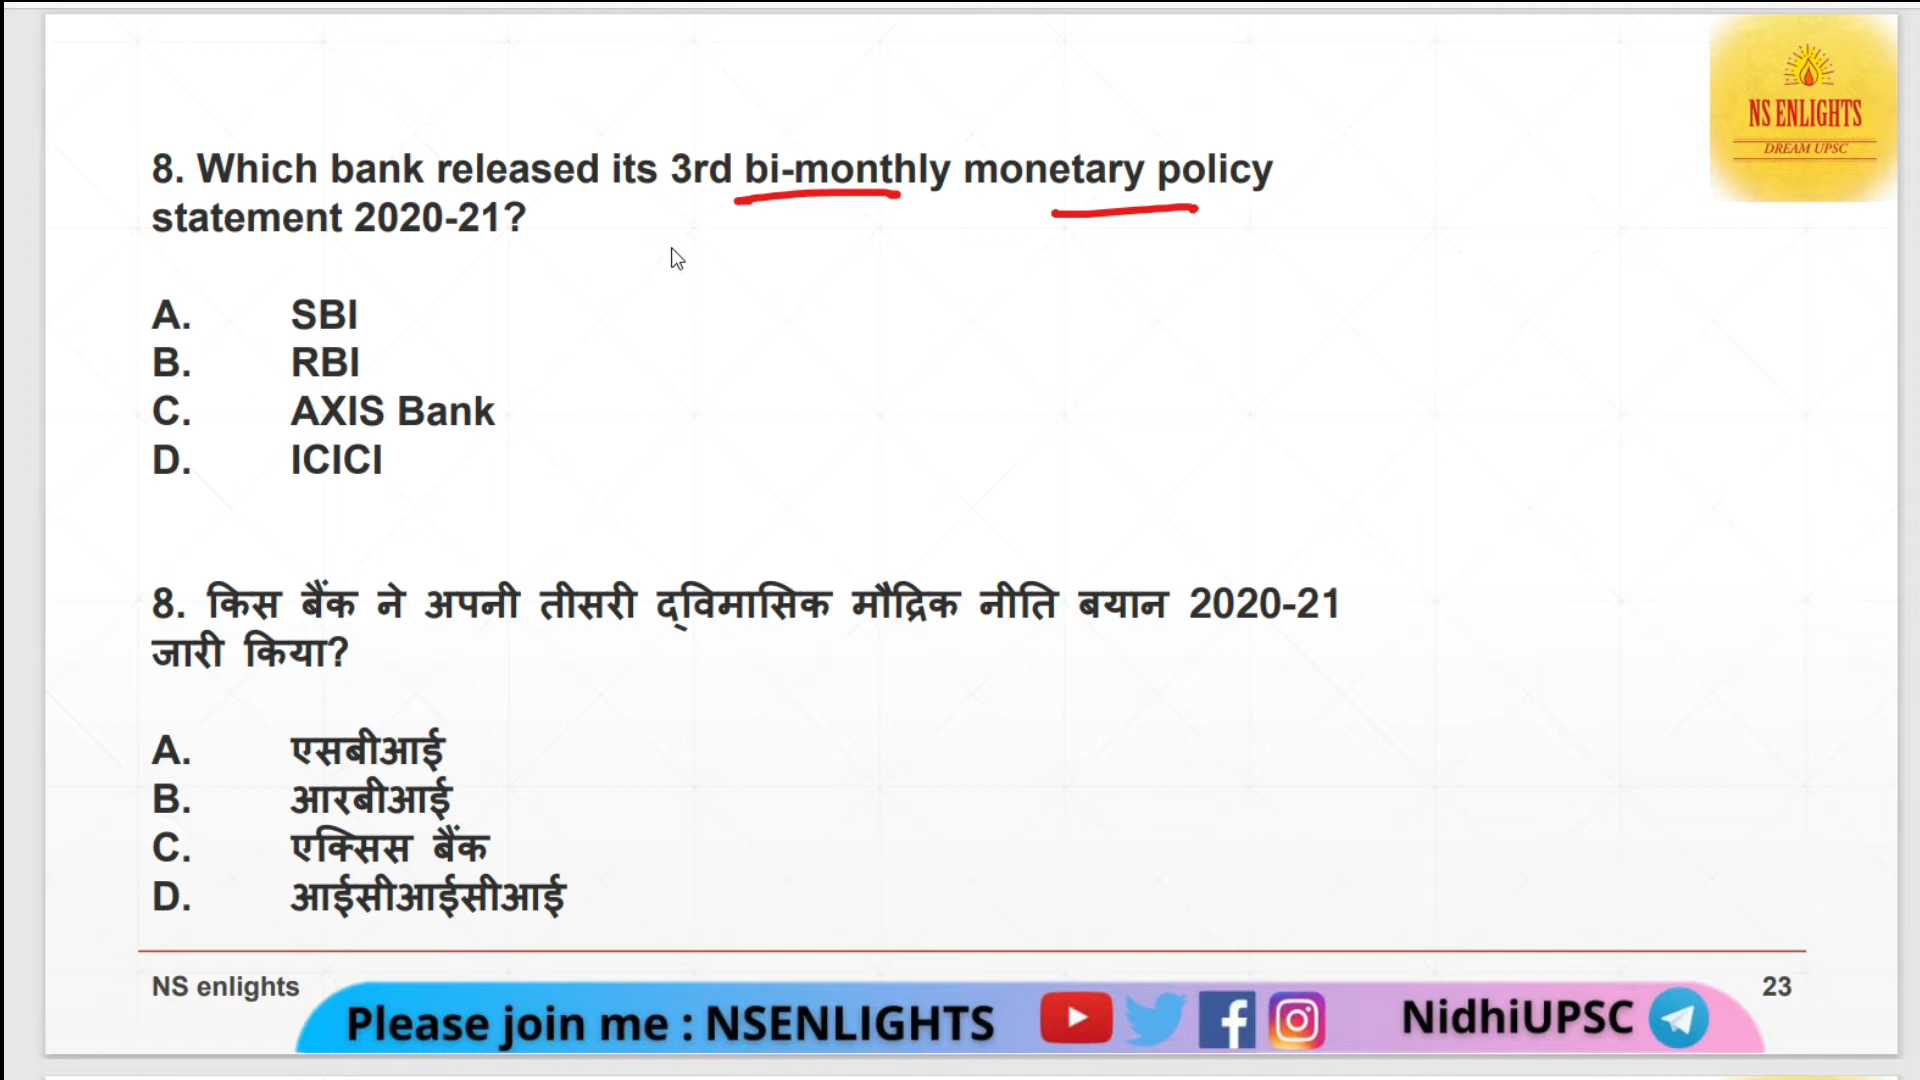 NS ENLIGHTS
DREAM UPSC
8. Which bank released its 3rd bi-monthly monetary policy
statement 2020-21?
A. SBI
B. RBI
C. AXIS Bank
D. ICICI
8. किस बैंक ने अपनी तीसरी द्विमासिक मौद्रिक नीति बयान 2020-21
जारी किया?
A. एसबीआई
B. आरबीआई
C. एक्सिस बैंक
D. आईसीआईसीआई
NS enlights
23
Please join me : NSENLIGHTS
NidhiUPSC